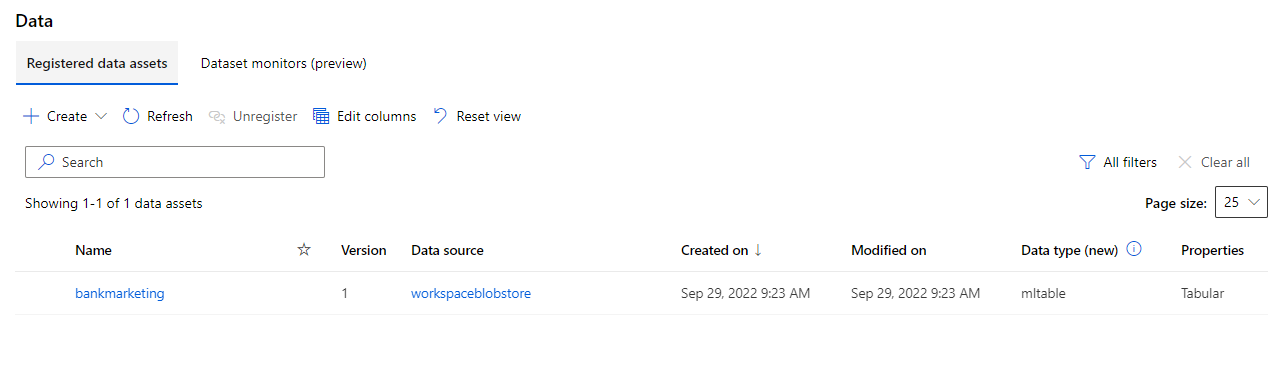 Data
Registered data assets Dataset monitors (preview)
Create Refresh Unregister Edit columns Reset view
Search All filters Clear all
Showing 1-1 of 1 data assets Page size: 25
Name Version Data source Created on ↓ Modified on Data type (new) Properties
bankmarketing 1 workspaceblobstore Sep 29, 2022 9:23 AM Sep 29, 2022 9:23 AM mltable Tabular